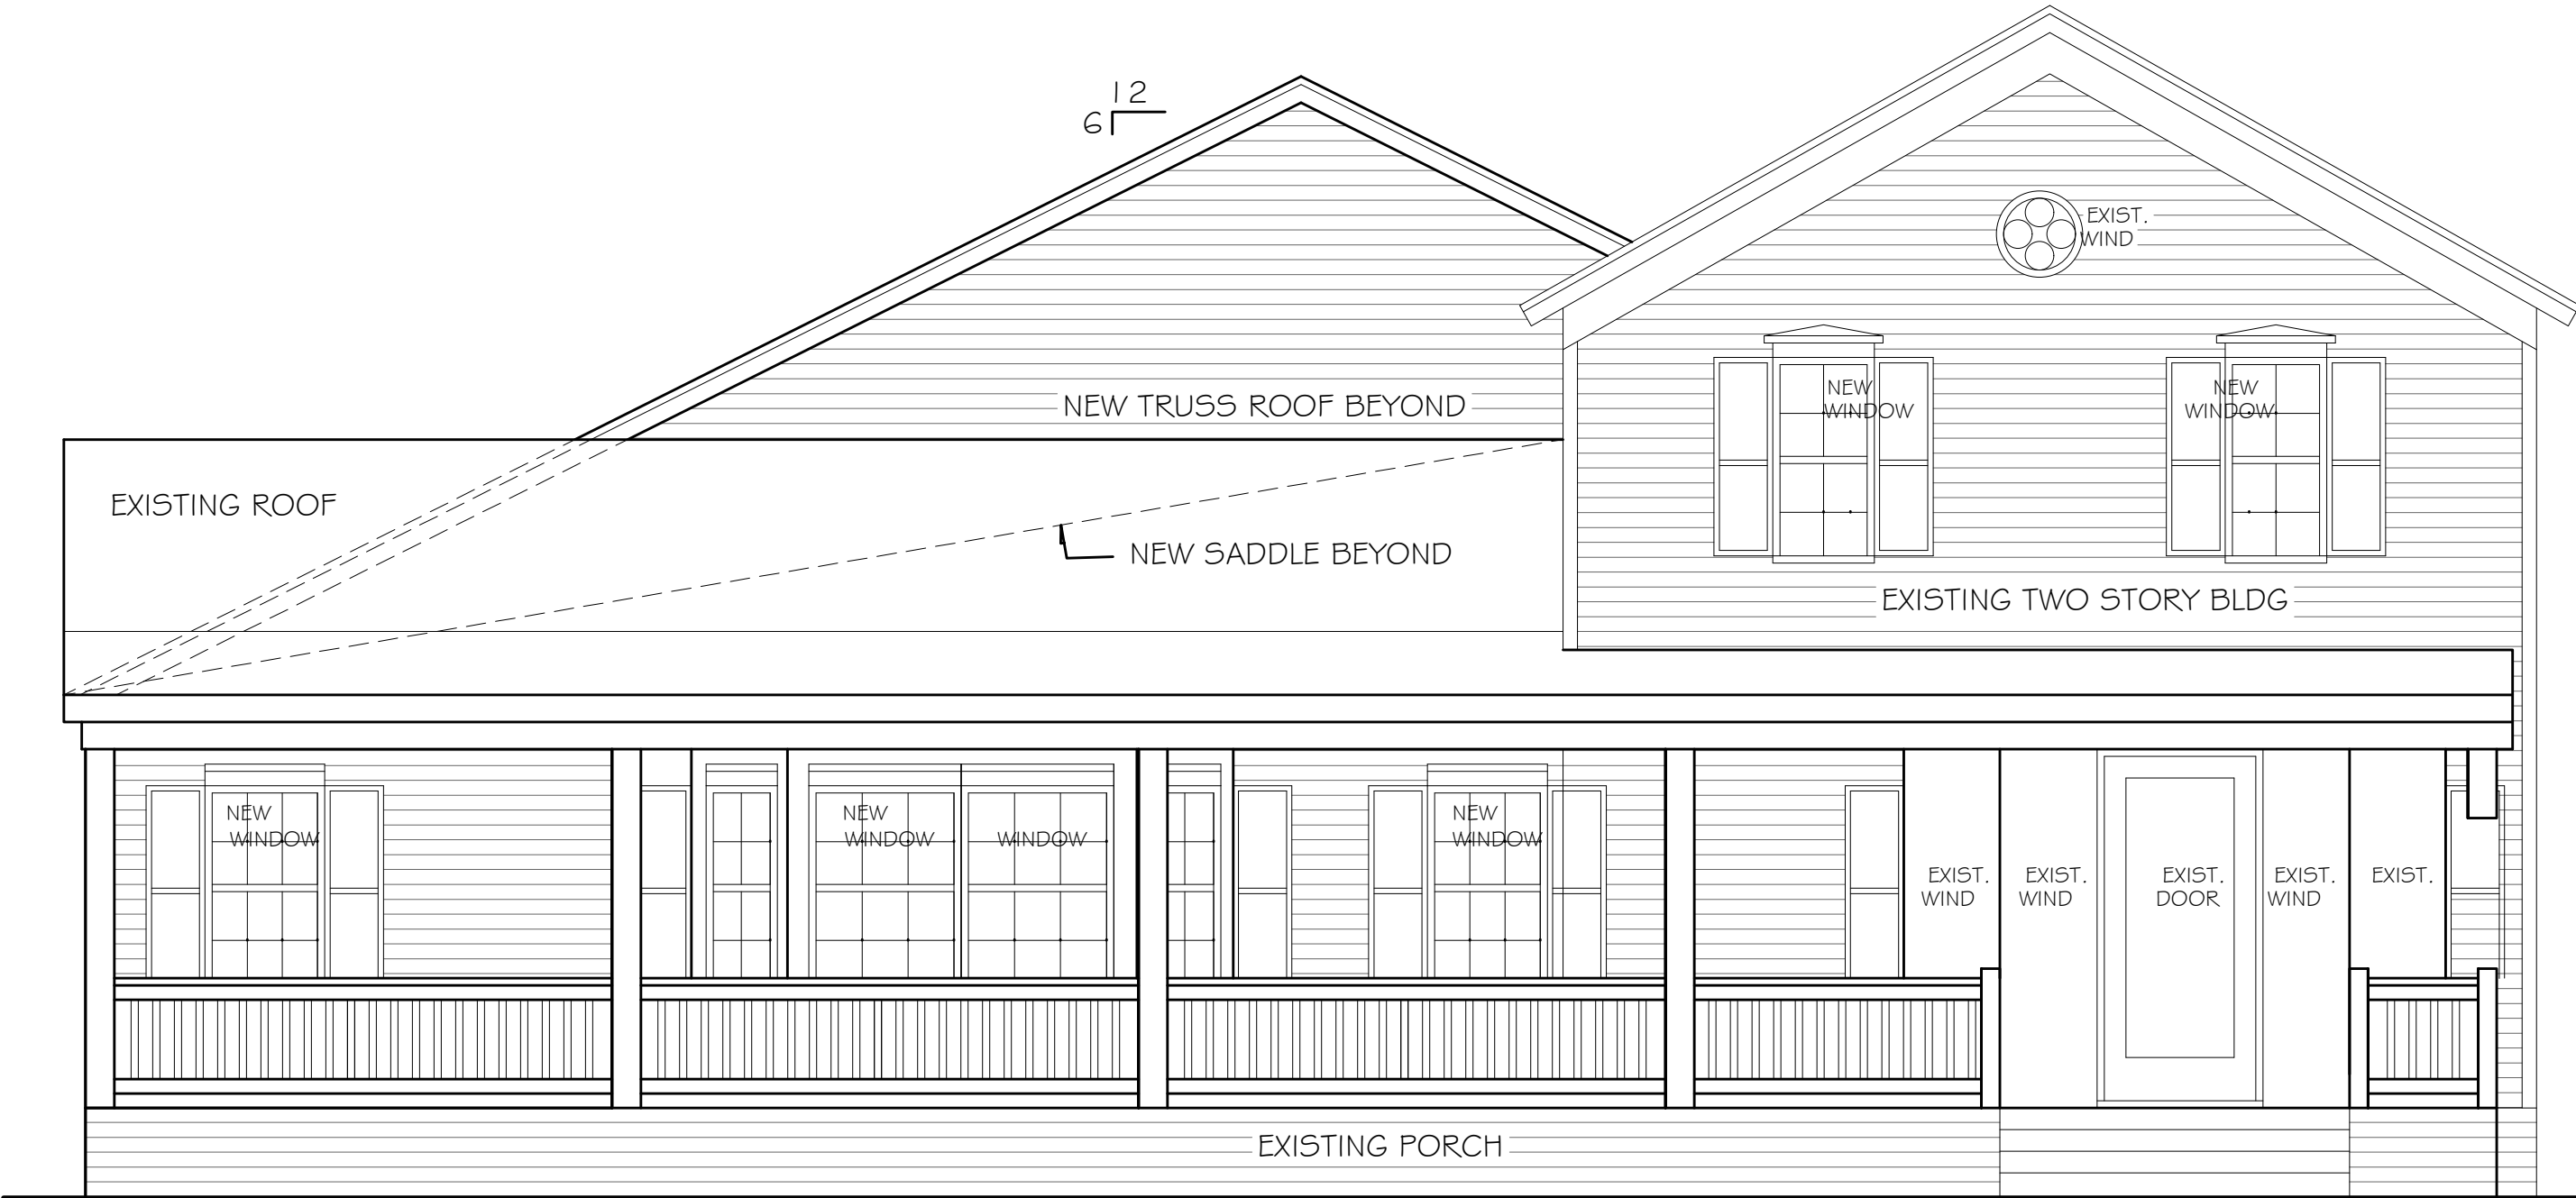 12
6
EXIST.
WIND
NEW TRUSS ROOF BEYOND
NEW
WINDOW
NEW
WINDOW
EXISTING ROOF
NEW SADDLE BEYOND
EXISTING TWO STORY BLDG
NEW
WINDOW
NEW
WINDOW
WINDOW
NEW
WINDOW
EXIST.
WIND
EXIST.
WIND
EXIST.
DOOR
EXIST.
WIND
EXIST.
EXISTING PORCH